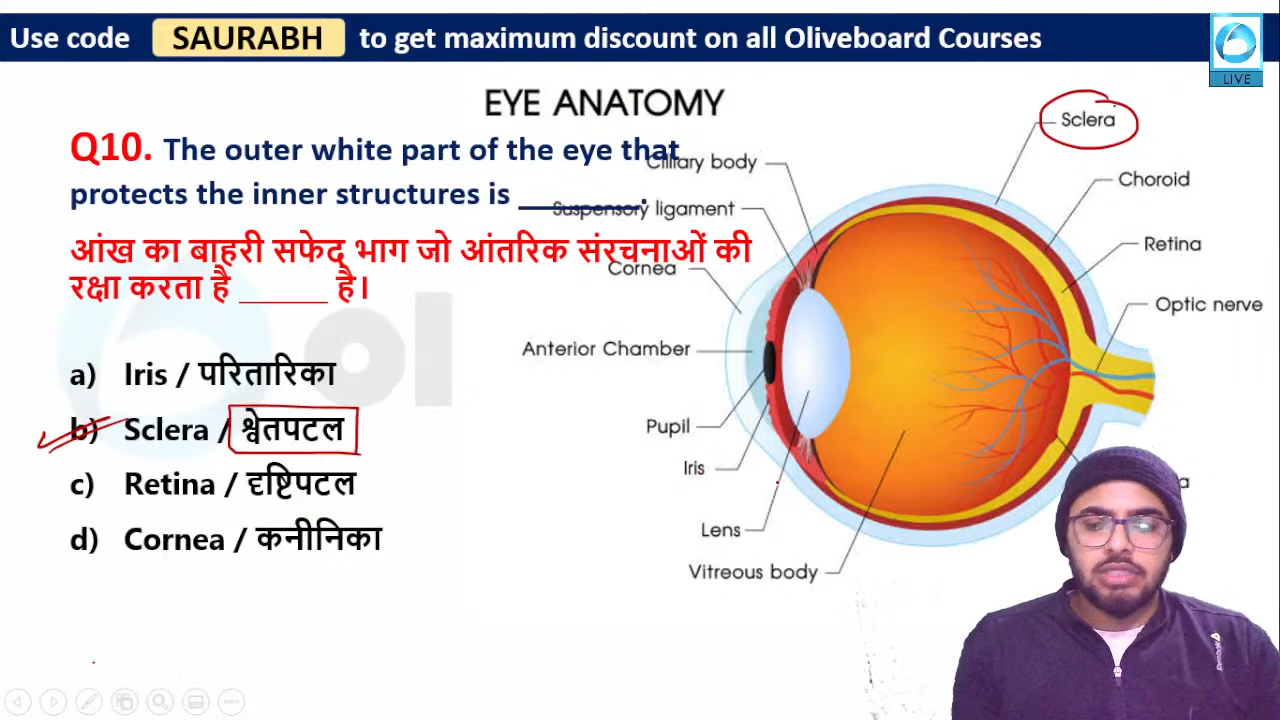 Use code SAURABH to get maximum discount on all Oliveboard Courses
LIVE
EYE ANATOMY
Q10. The outer white part of the eye that
protects the inner structures is ________.
आंख का बाहरी सफेद भाग जो आंतरिक संरचनाओं की
रक्षा करता है ______ है।
a) Iris / परितारिका
b) Sclera / श्वेतपटल
c) Retina / दृष्टिपटल
d) Cornea / कनीनिका
Sclera
Cilliary body
Choroid
Suspensory ligament
Retina
Cornea
Optic nerve
Anterior Chamber
Pupil
Iris
Lens
Vitreous body
ol